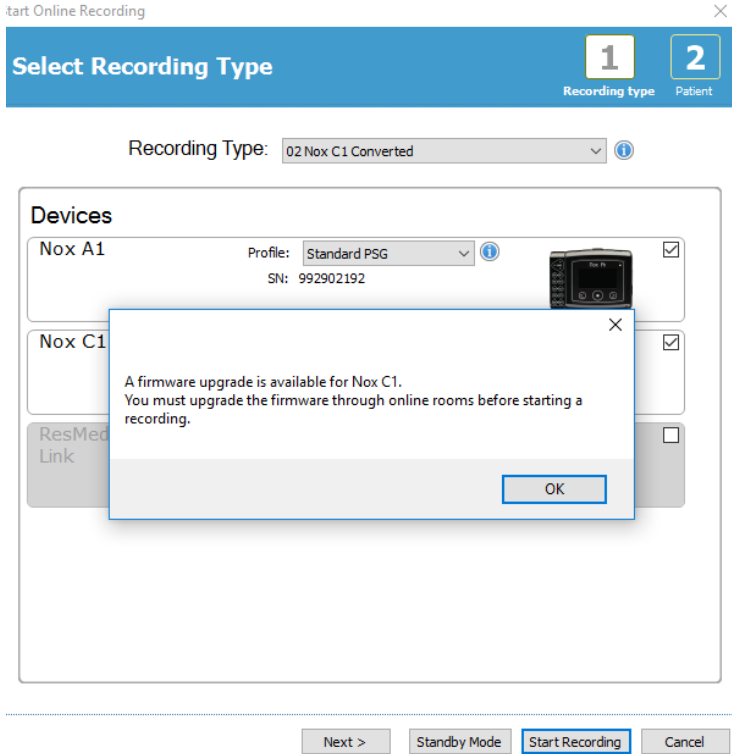 tart Online Recording
Select Recording Type
1
Recording type
2
Patient
Recording Type: 02 Nox C1 Converted
Devices
Nox A1
Profile: Standard PSG
SN: 992902192
Nox C1
A firmware upgrade is available for Nox C1.
You must upgrade the firmware through online rooms before starting a
recording.
OK
ResMed
Link
Next >
Standby Mode
Start Recording
Cancel